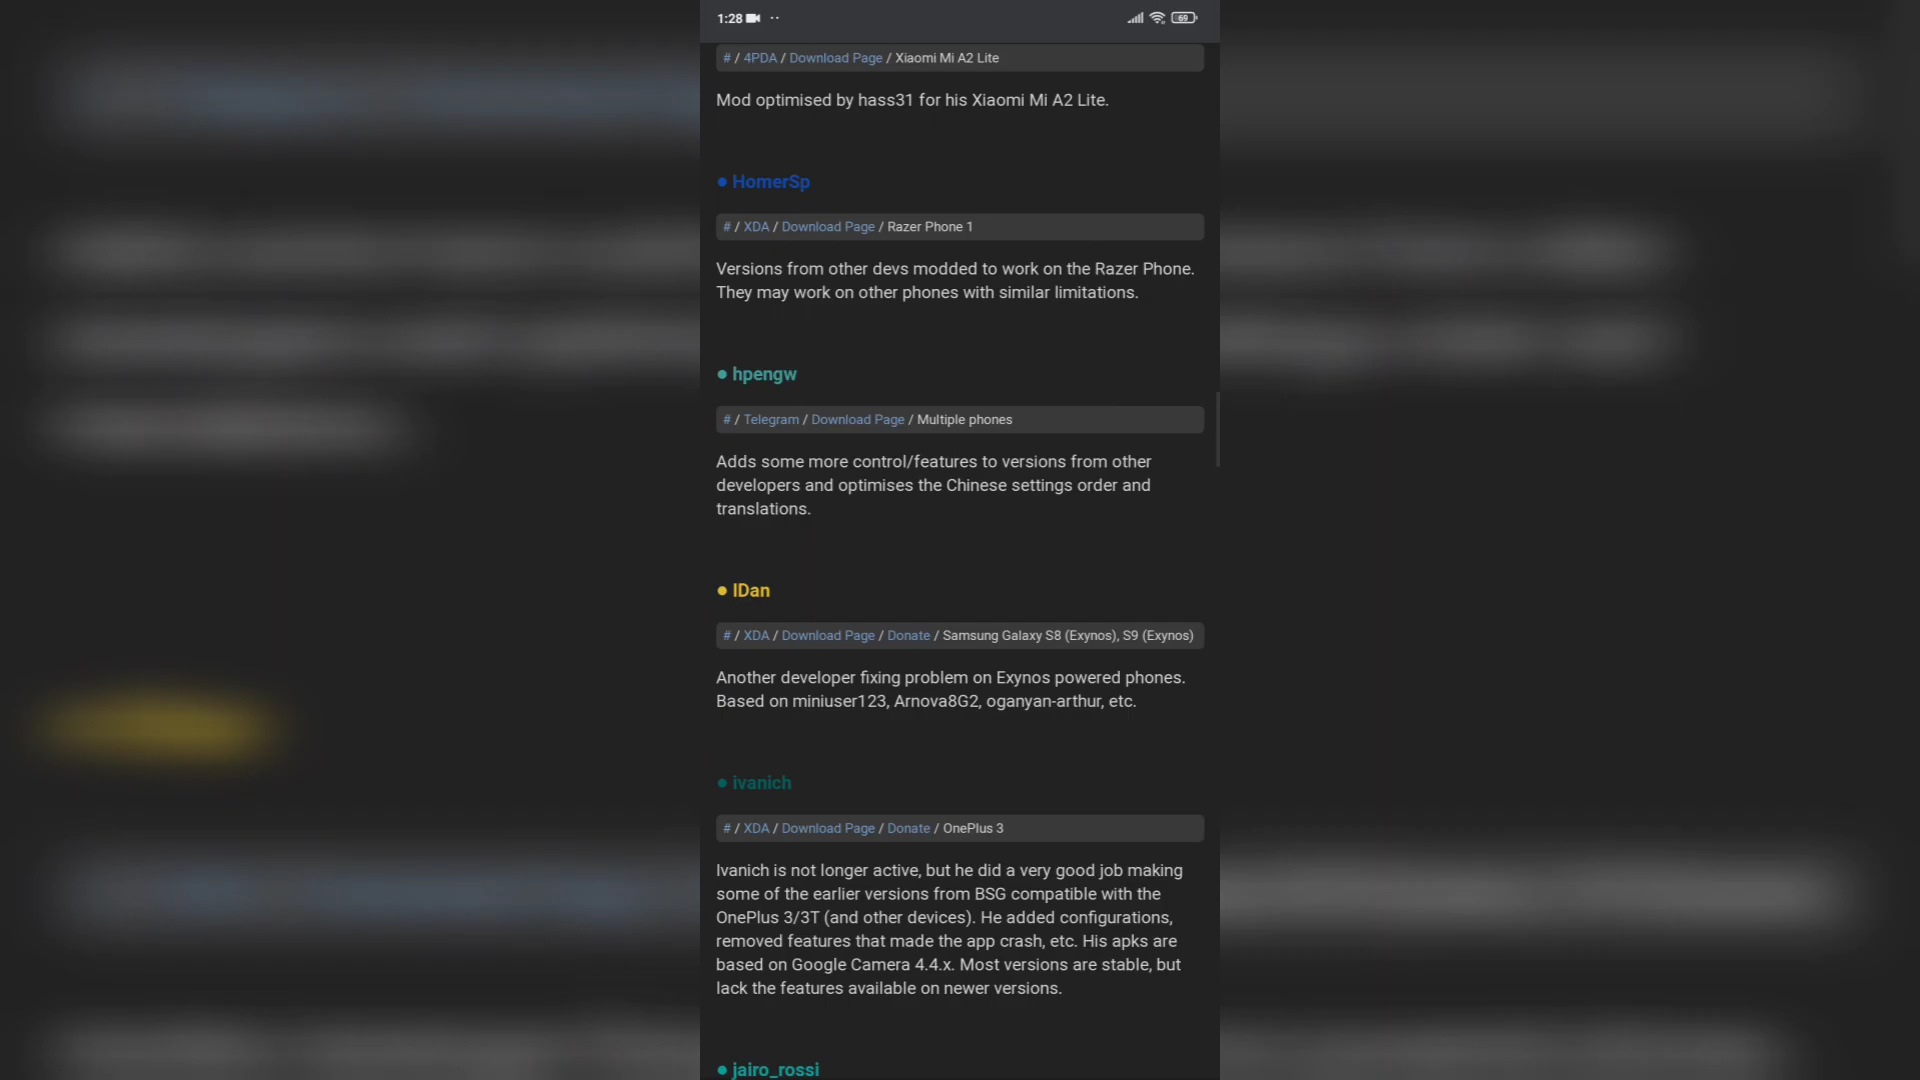 1:28
69
# / 4PDA / Download Page / Xiaomi Mi A2 Lite
Mod optimised by hass31 for his Xiaomi Mi A2 Lite.
● HomerSp
# / XDA / Download Page / Razer Phone 1
Versions from other devs modded to work on the Razer Phone.
They may work on other phones with similar limitations.
● hpengw
# / Telegram / Download Page / Multiple phones
Adds some more control/features to versions from other
developers and optimises the Chinese settings order and
translations.
● IDan
# / XDA / Download Page / Donate / Samsung Galaxy S8 (Exynos), S9 (Exynos)
Another developer fixing problem on Exynos powered phones.
Based on miniuser123, Arnova8G2, oganyan-arthur, etc.
● ivanich
# / XDA / Download Page / Donate / OnePlus 3
Ivanich is not longer active, but he did a very good job making
some of the earlier versions from BSG compatible with the
OnePlus 3/3T (and other devices). He added configurations,
removed features that made the app crash, etc. His apks are
based on Google Camera 4.4.x. Most versions are stable, but
lack the features available on newer versions.
● jairo_rossi